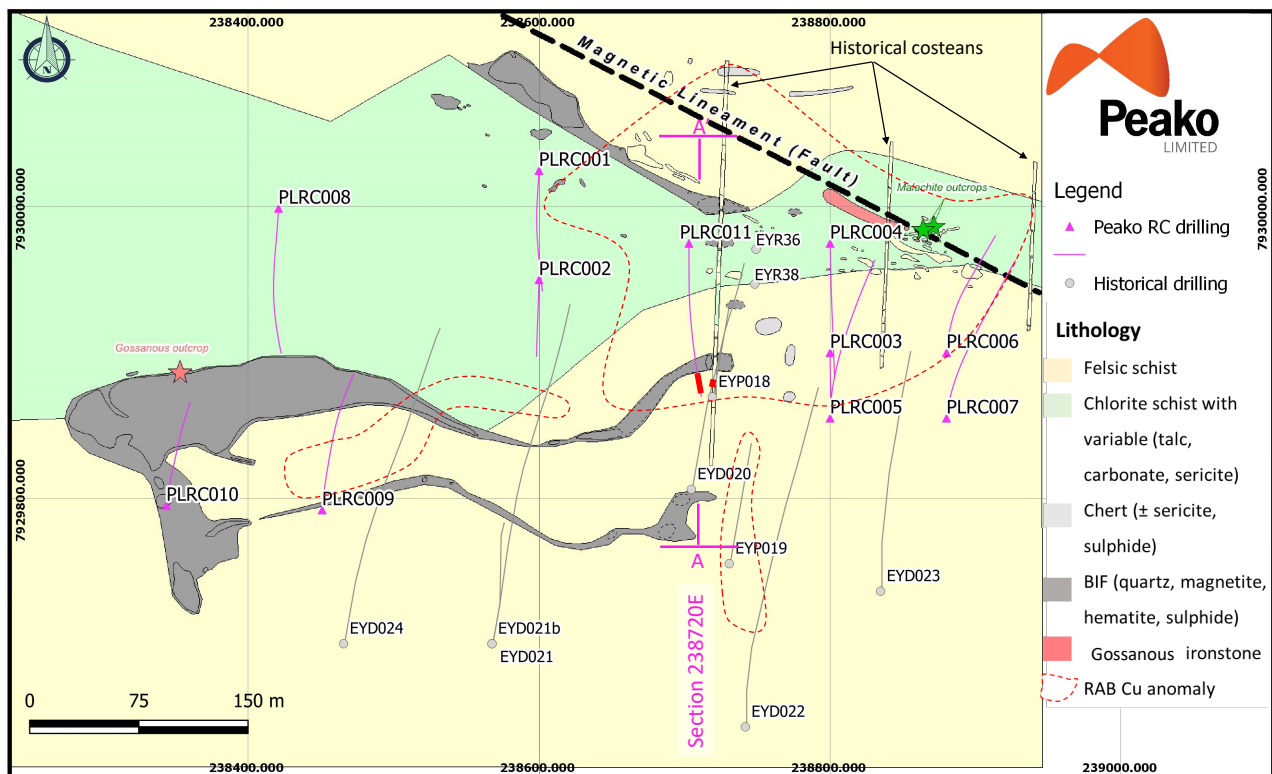 238400.000
238600.000
238800.000
Historical costeans
Magnetic Lineament (Fault)
N
A'
Peako
LIMITED
7930000.000
7930000.000
PLRC001
PLRC008
Malachite outcrops
PLRC011
EYR36
PLRC004
PLRC002
EYR38
Gossanous outcrop
PLRC003
PLRC006
EYP018
PLRC005
PLRC007
EYD020
PLRC010
PLRC009
7929800.000
7929800.000
EYP019
A
EYD023
EYD024
EYD021b
EYD021
Section 238720E
EYD022
0 75 150 m
238400.000
238600.000
238800.000
239000.000
Legend
Peako RC drilling
Historical drilling
Lithology
Felsic schist
Chlorite schist with
variable (talc,
carbonate, sericite)
Chert (± sericite,
sulphide)
BIF (quartz, magnetite,
hematite, sulphide)
Gossanous ironstone
RAB Cu anomaly